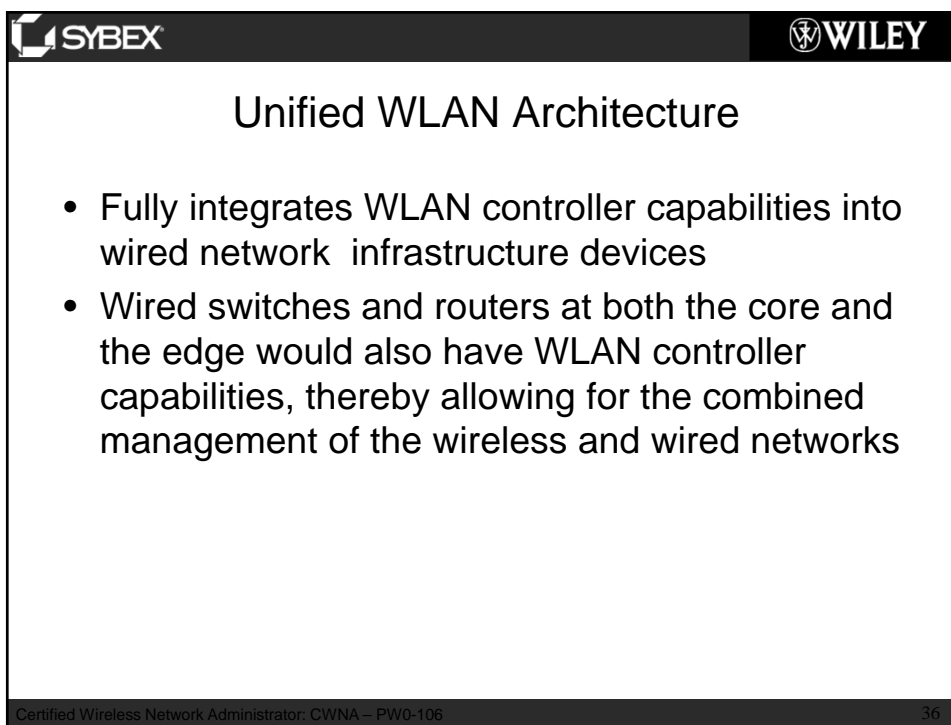 SYBEX
WILEY
Unified WLAN Architecture
• Fully integrates WLAN controller capabilities into
wired network  infrastructure devices
• Wired switches and routers at both the core and
the edge would also have WLAN controller
capabilities, thereby allowing for the combined
management of the wireless and wired networks
Certified Wireless Network Administrator: CWNA – PW0-106
36